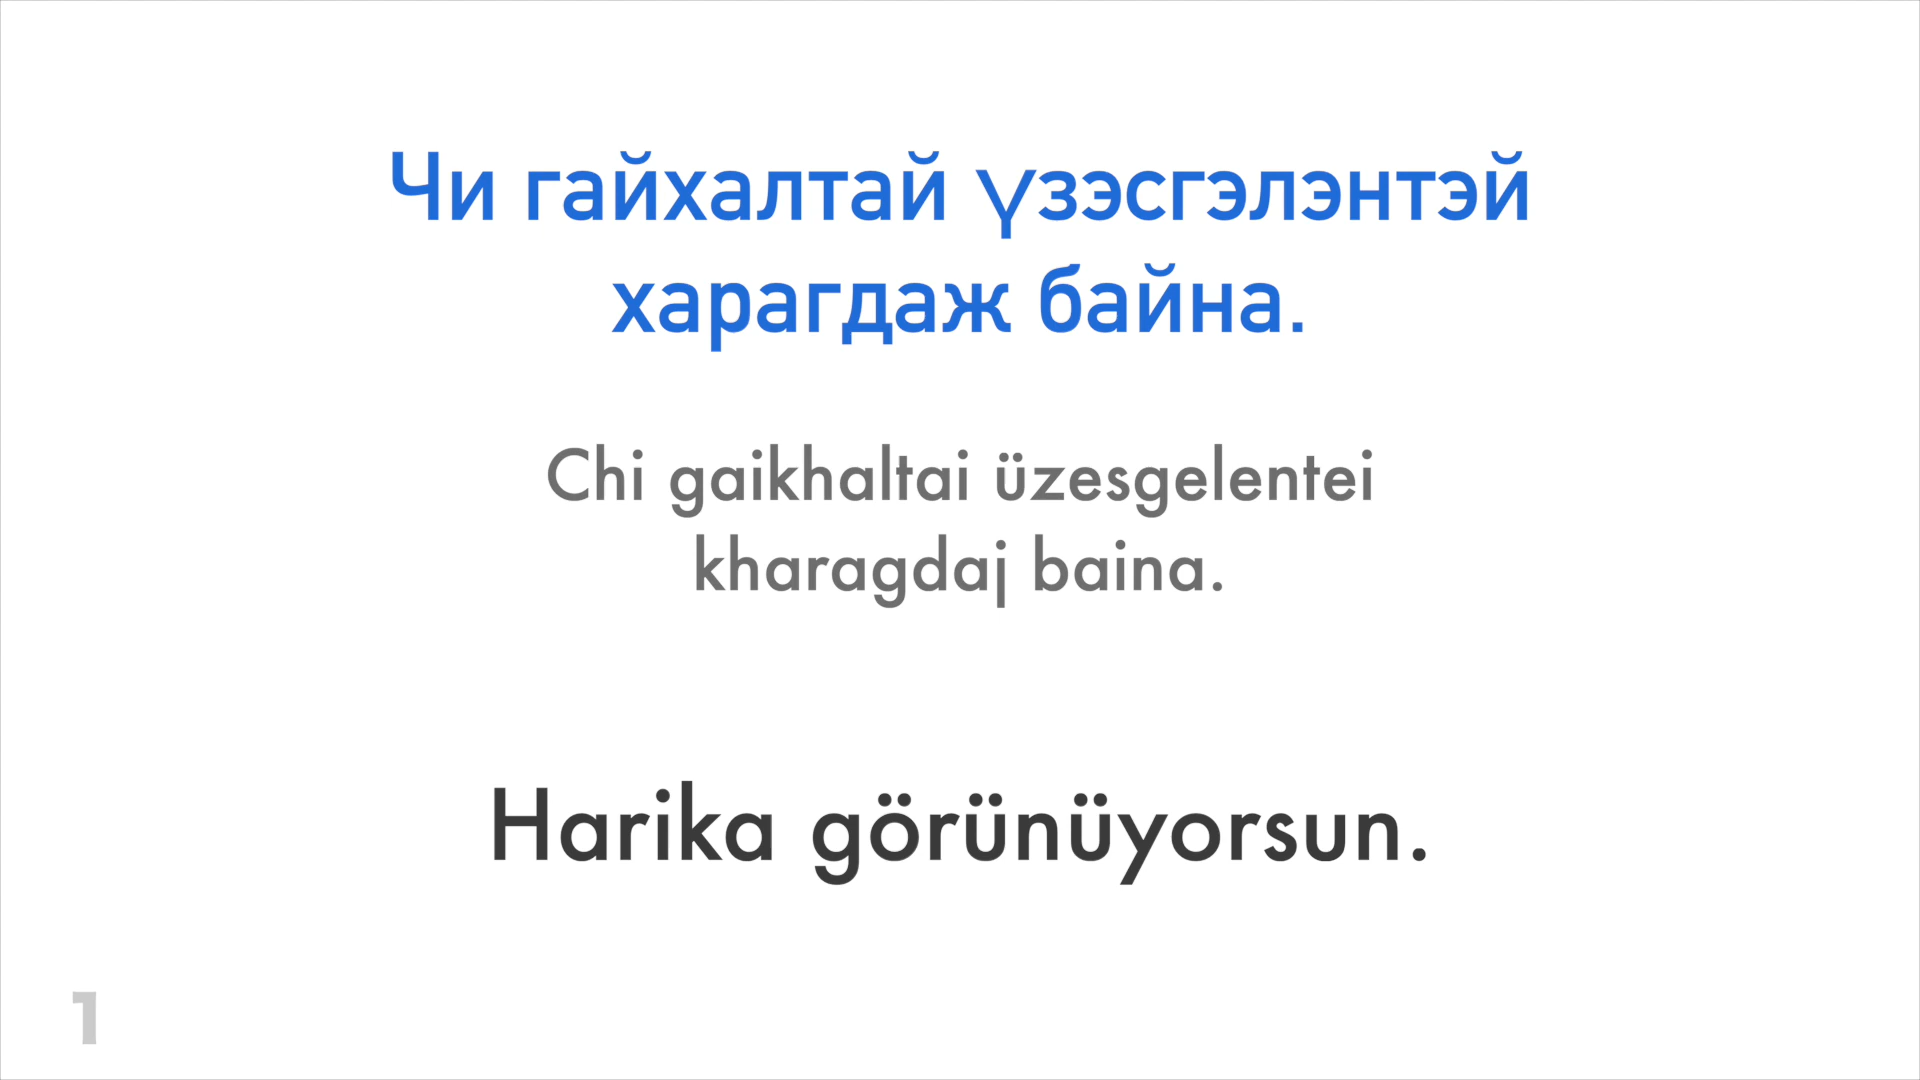 Чи гайхалтай үзэсгэлэнтэй
харагдаж байна.
Chi gaikhaltai üzesgelentei
kharagdaj baina.
Harika görünüyorsun.
1